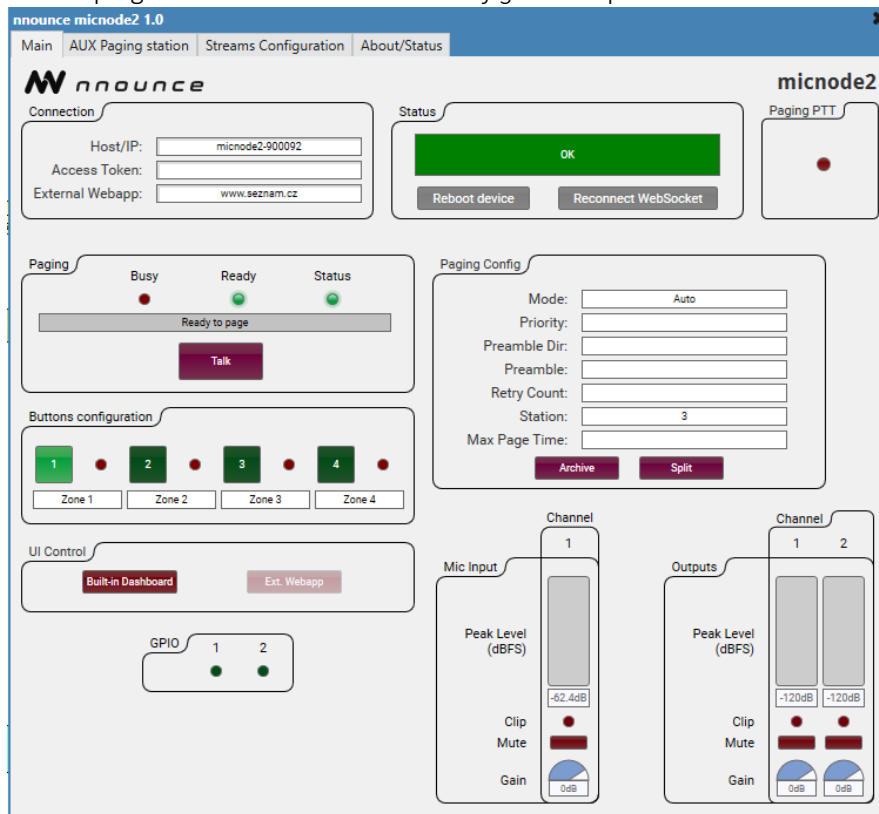 nnounce micnode2 1.0
Main AUX Paging station Streams Configuration About/Status
nnounce
micnode2
Connection
Host/IP: micnode2-900092
Access Token:
External Webapp: www.seznam.cz
Status
OK
Reboot device Reconnect WebSocket
Paging PTT
Paging
Busy Ready Status
Ready to page
Talk
Paging Config
Mode: Auto
Priority:
Preamble Dir:
Preamble:
Retry Count:
Station: 3
Max Page Time:
Archive Split
Buttons configuration
1 2 3 4
Zone 1 Zone 2 Zone 3 Zone 4
UI Control
Built-in Dashboard Ext. Webapp
GPIO 1 2
Channel
1
Mic Input
Peak Level
(dBFS)
-62.4dB
Clip
Mute
Gain
0dB
Channel
1 2
Outputs
Peak Level
(dBFS)
-120dB -120dB
Clip
Mute
Gain
0dB 0dB